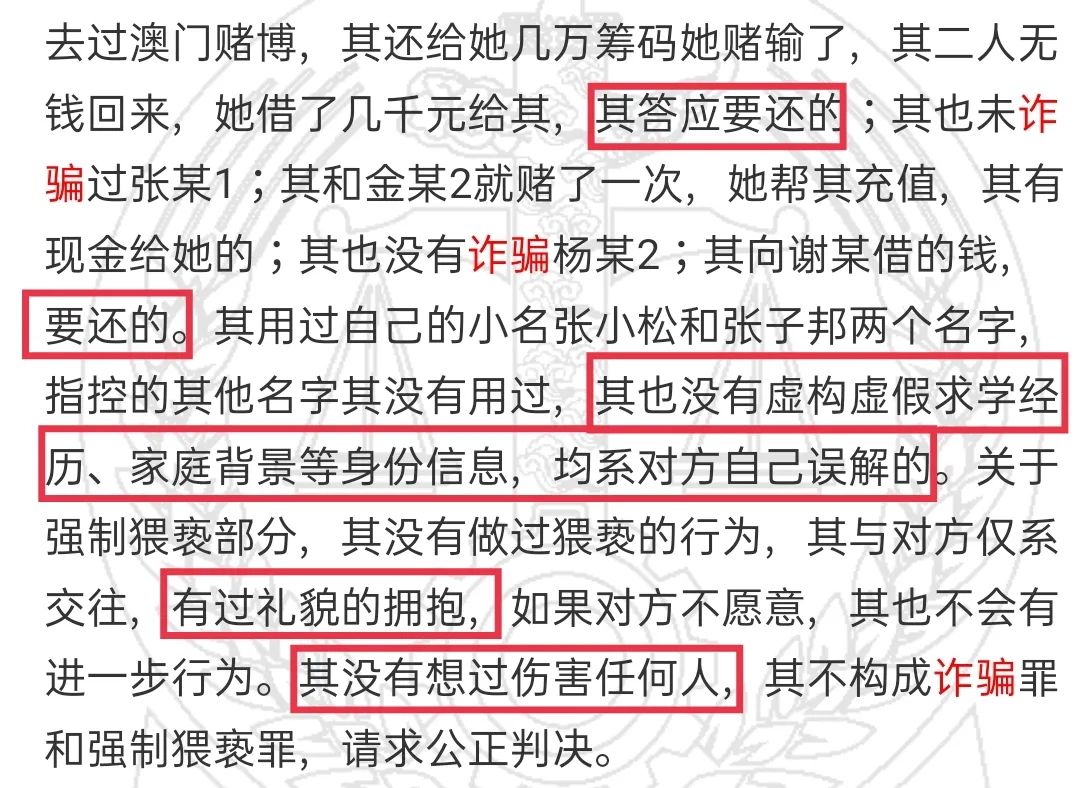 去过澳门赌博，其还给她几万筹码她赌输了，其二人无
钱回来，她借了几千元给其，其答应要还的；其也未诈
骗过张某1；其和金某2就赌了一次，她帮其充值，其有
现金给她的；其也没有诈骗杨某2；其向谢某借的钱，
要还的。其用过自己的小名张小松和张子邦两个名字，
指控的其他名字其没有用过，其也没有虚构虚假求学经
历、家庭背景等身份信息，均系对方自己误解的。关于
强制猥亵部分，其没有做过猥亵的行为，其与对方仅系
交往，有过礼貌的拥抱，如果对方不愿意，其也不会有
进一步行为。其没有想过伤害任何人，其不构成诈骗罪
和强制猥亵罪，请求公正判决。